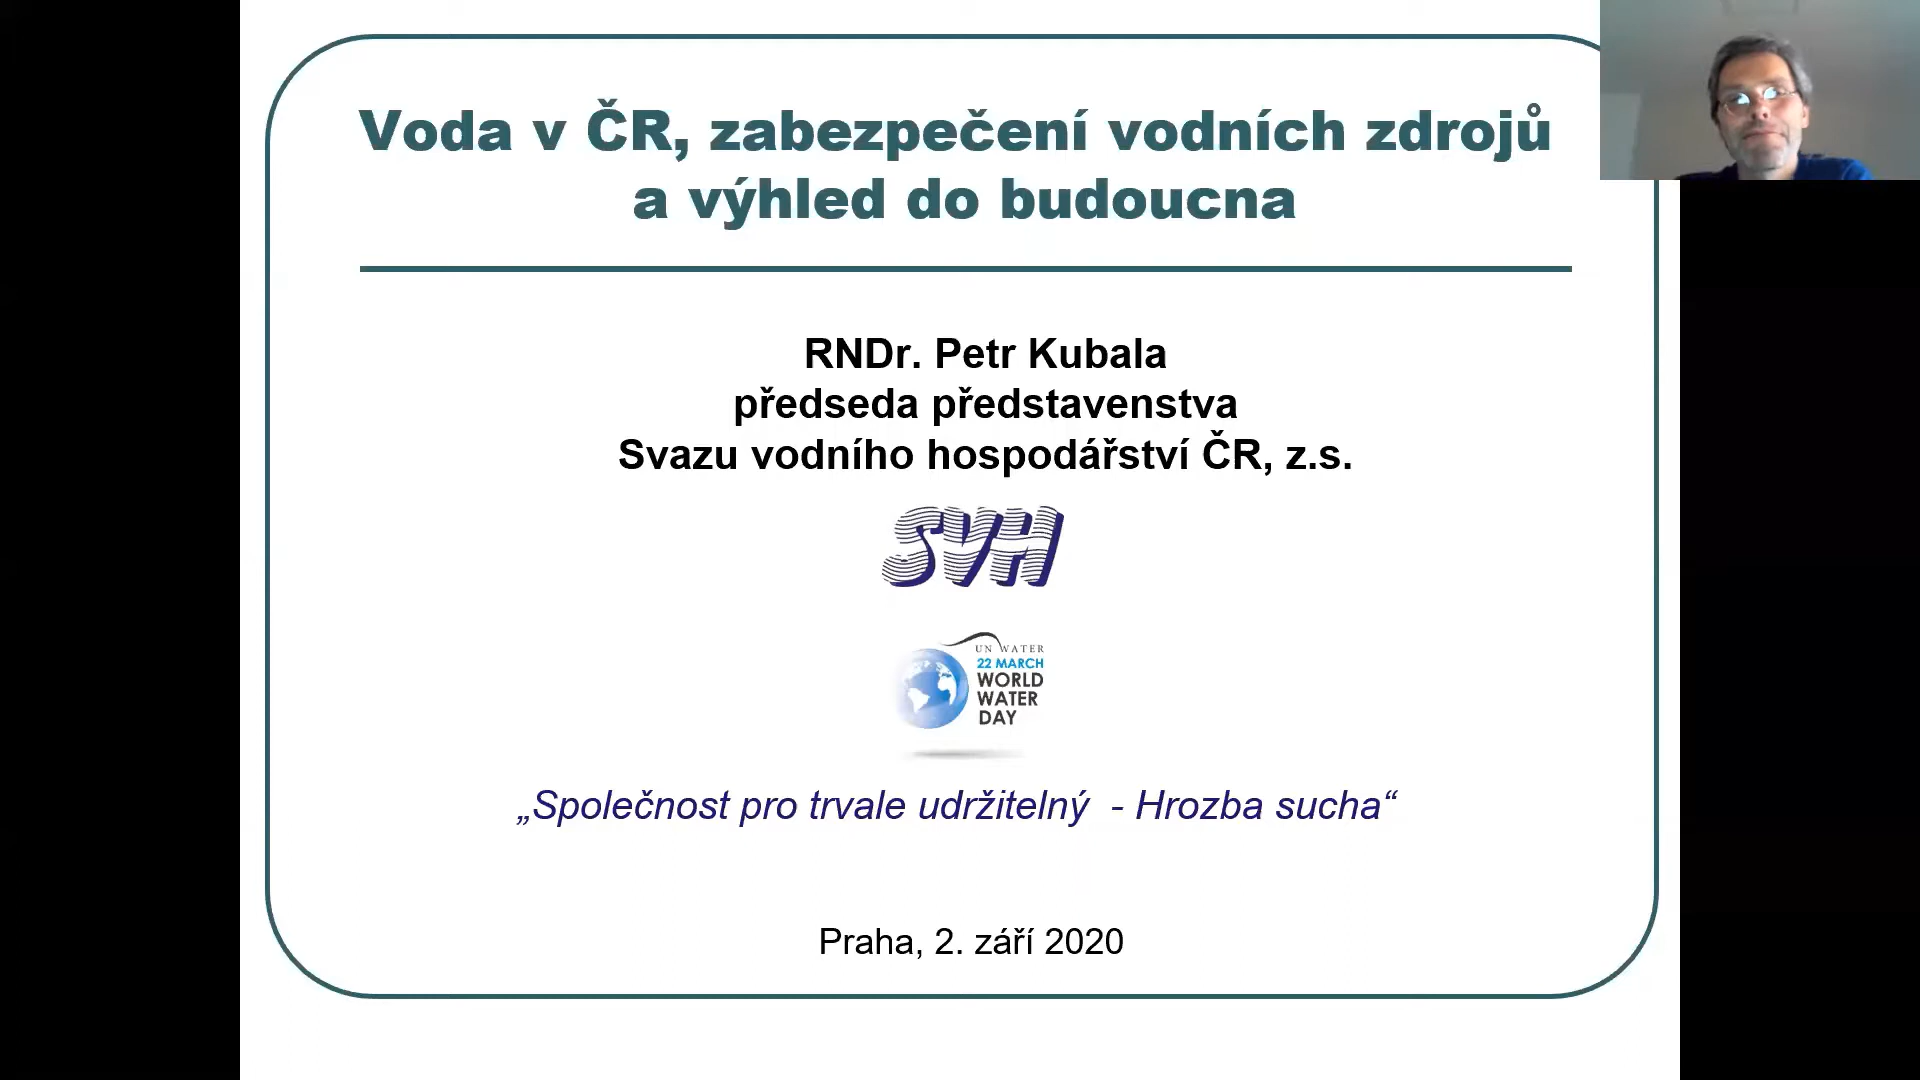 Voda v ČR, zabezpečení vodních zdrojů
a výhled do budoucna
RNDr. Petr Kubala
předseda představenstva
Svazu vodního hospodářství ČR, z.s.
SVH
UN WATER
22 MARCH
WORLD
WATER
DAY
„Společnost pro trvale udržitelný  - Hrozba sucha“
Praha, 2. září 2020